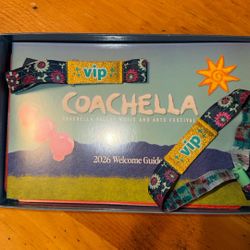 vip
COACHELLA
COACHELLA VALLEY MUSIC AND ARTS FESTIVAL
vip
2026 Welcome Guide